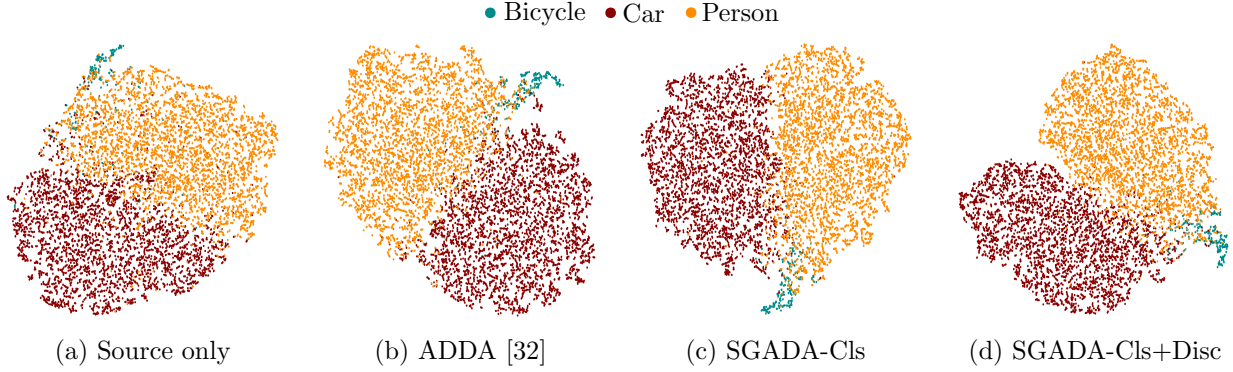 Bicycle Car Person
(a) Source only
(b) ADDA [32]
(c) SGADA-Cls
(d) SGADA-Cls+Disc